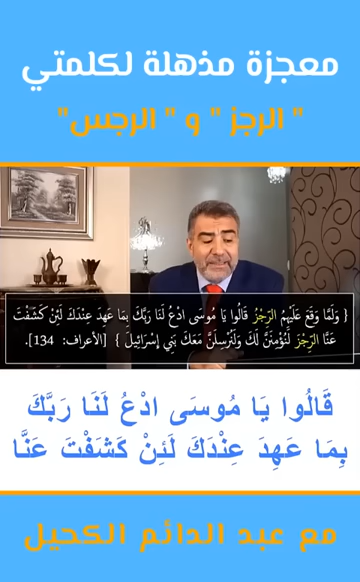 معجزة مذهلة لكلمتي
" الرجز " و " الرجس"
{ وَلَمَّا وَقَعَ عَلَيْهِمُ الرِّجْزُ قَالُوا يَا مُوسَى ادْعُ لَنَا رَبَّكَ بِمَا عَهِدَ عِنْدَكَ لَئِنْ كَشَفْتَ
عَنَّا الرِّجْزَ لَنُؤْمِنَنَّ لَكَ وَلَنُرْسِلَنَّ مَعَكَ بَنِي إِسْرَائِيلَ } [الأعراف: 134].
قَالُوا يَا مُوسَى ادْعُ لَنَا رَبَّكَ
بِمَا عَهِدَ عِنْدَكَ لَئِنْ كَشَفْتَ عَنَّا
مع عبد الدائم الكحيل